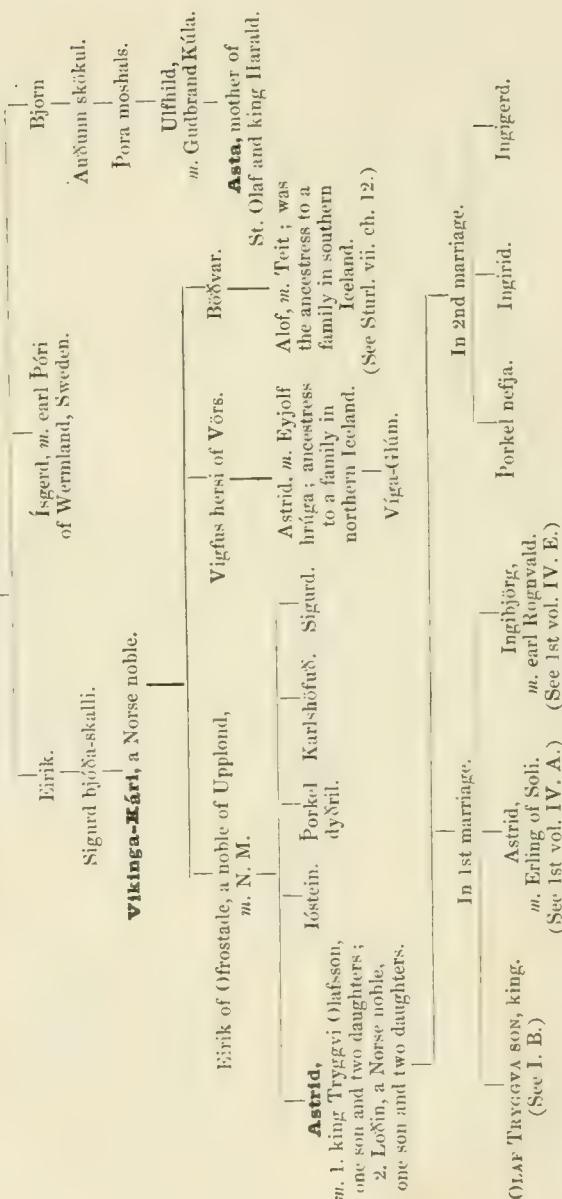 Eirik.
Ísgerd, m. earl Þóri
of Wermland, Sweden.
Bjorn
Sigurd bjóða-skalli.
Auðunn skökul.
Þora moshals.
Vikinga-Kári, a Norse noble.
Ulfhild,
m. Gudbrand Kúla.
Eirik of Ofrostade, a noble of Upplond,
m. N. M.
Vigfus hersi of Vörs.
Böðvar.
Asta, mother of
St. Olaf and king Harald.
Astrid,
m. 1. king Tryggvi Olafsson,
one son and two daughters;
2. Loðin, a Norse noble,
one son and two daughters.
Ióstein.
Þorkel
dyðril.
Karlshöfuð.
Sigurd.
Astrid, m. Eyjolf
hrúga; ancestress
to a family in
northern Iceland.
Alof, m. Teit; was
the ancestress to a
family in southern
Iceland.
(See Sturl. vii. ch. 12.)
Víga-Glúm.
In 1st marriage.
In 2nd marriage.
OLAF TRYGGVA SON, king.
(See I. B.)
Astrid,
m. Erling of Soli.
(See 1st vol. IV. A.)
Ingibjörg,
m. earl Rognvald.
(See 1st vol. IV. E.)
Þorkel nefja.
Ingirid.
Ingigerd.